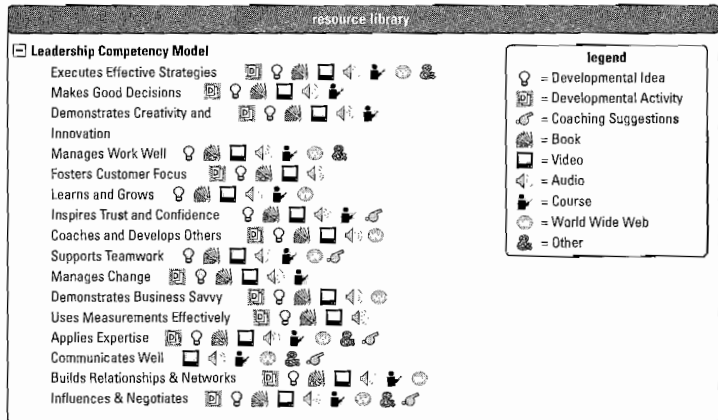 resource library
Leadership Competency Model
Executes Effective Strategies
Makes Good Decisions
Demonstrates Creativity and
Innovation
Manages Work Well
Fosters Customer Focus
Learns and Grows
Inspires Trust and Confidence
Coaches and Develops Others
Supports Teamwork
Manages Change
Demonstrates Business Savvy
Uses Measurements Effectively
Applies Expertise
Communicates Well
Builds Relationships & Networks
Influences & Negotiates
legend
= Developmental Idea
= Developmental Activity
= Coaching Suggestions
= Book
= Video
= Audio
= Course
= World Wide Web
= Other